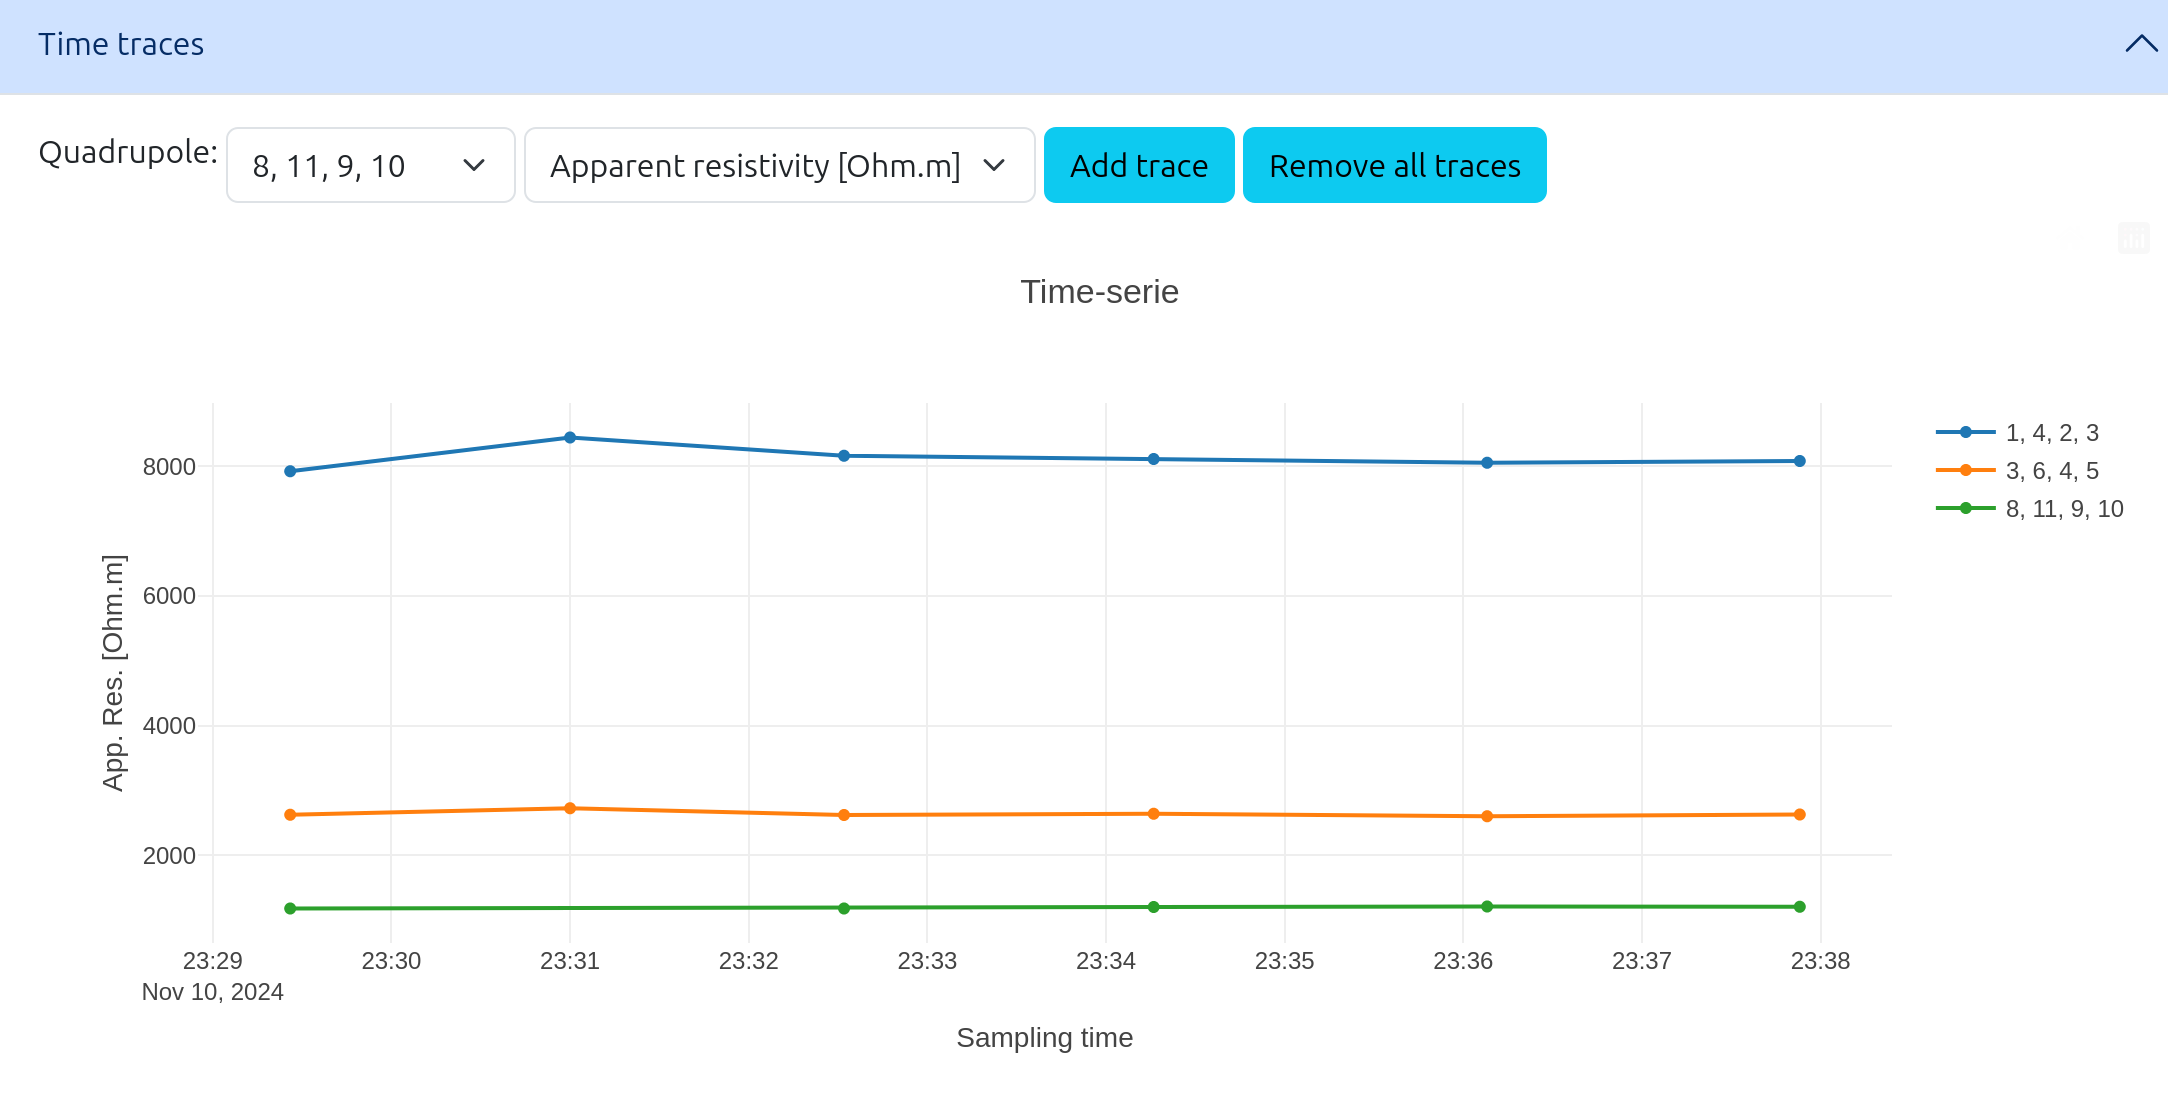 Time traces
Quadrupole: 8, 11, 9, 10 Apparent resistivity [Ohm.m] Add trace Remove all traces
Time-serie
1, 4, 2, 3
3, 6, 4, 5
8, 11, 9, 10
App. Res. [Ohm.m]
8000
6000
4000
2000
23:29 23:30 23:31 23:32 23:33 23:34 23:35 23:36 23:37 23:38
Nov 10, 2024
Sampling time